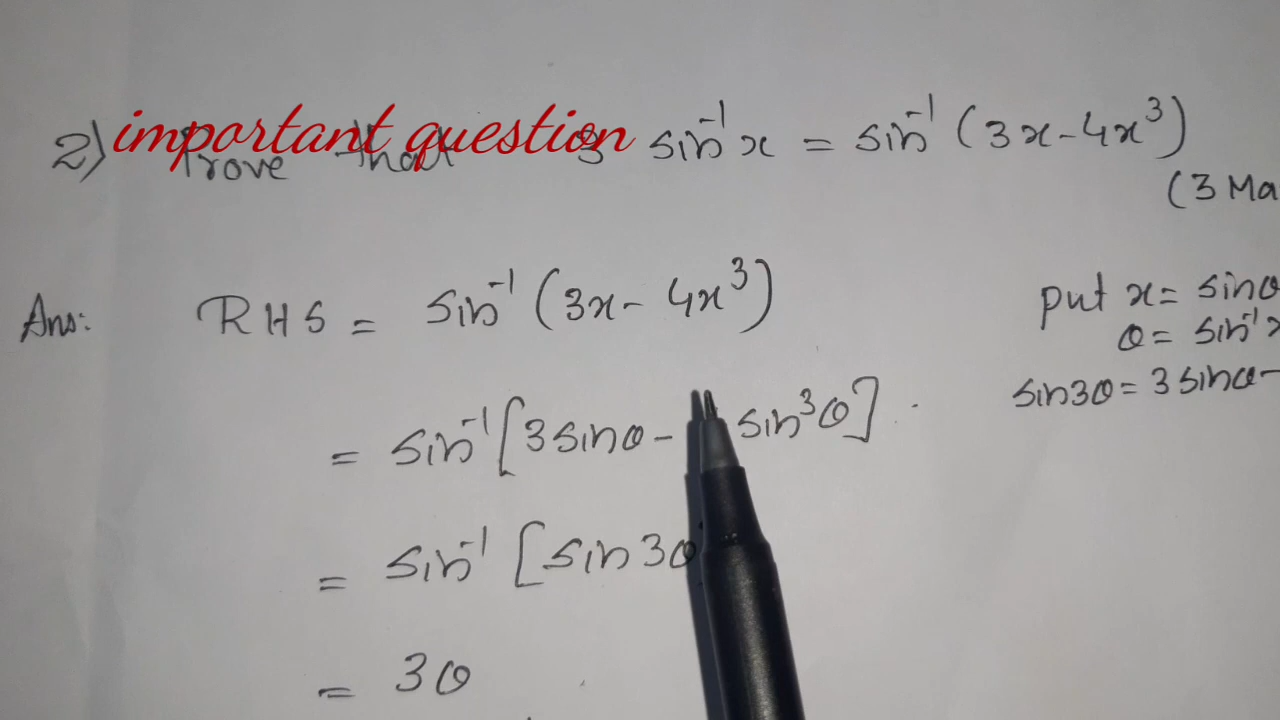 important question
2) Prove that 3 sin⁻¹x = sin⁻¹(3x-4x³)
(3 Ma
Ans: RHS = sin⁻¹(3x-4x³)
put x = sinθ
θ = sin⁻¹x
= sin⁻¹[3sinθ - sin³θ]
sin3θ = 3sinθ-
= sin⁻¹[sin3θ
= 3θ